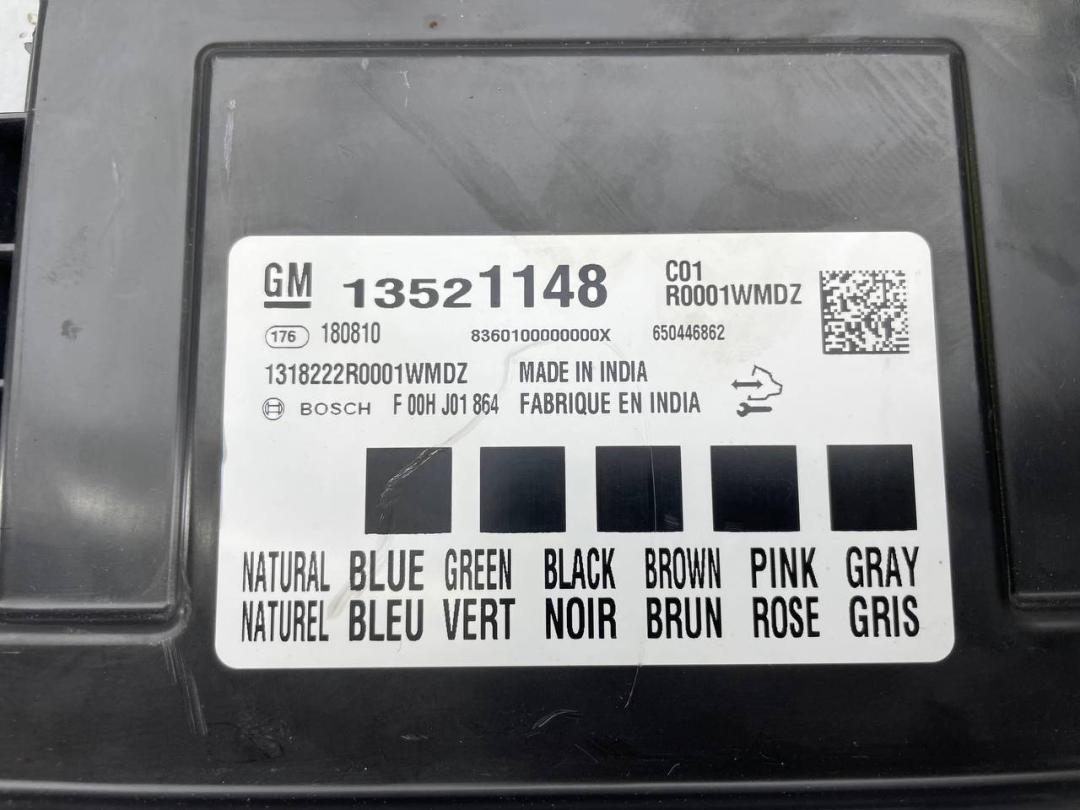 GM 13521148 C01
R0001WMDZ
176 180810 8360100000000X 650446862
1318222R0001WMDZ MADE IN INDIA
BOSCH F 00H J01 864 FABRIQUE EN INDIA
NATURAL BLUE GREEN BLACK BROWN PINK GRAY
NATUREL BLEU VERT NOIR BRUN ROSE GRIS